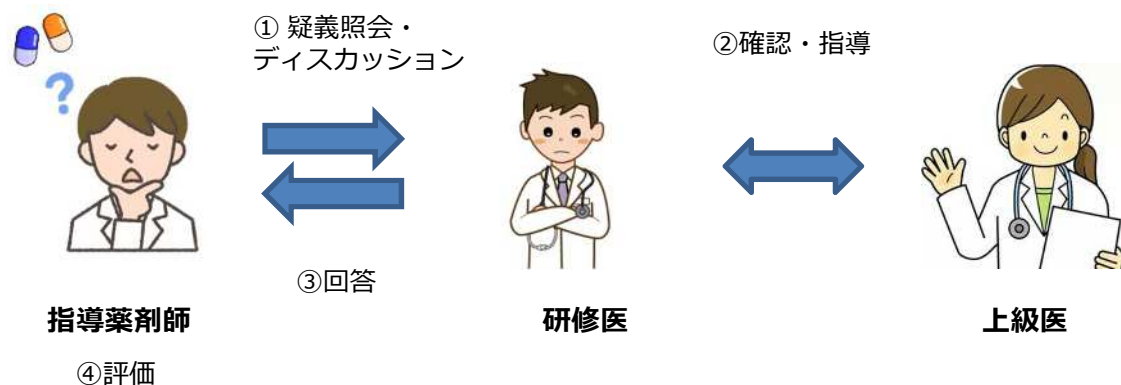 ① 疑義照会・
ディスカッション
②確認・指導
?
③回答
指導薬剤師
研修医
上級医
④評価